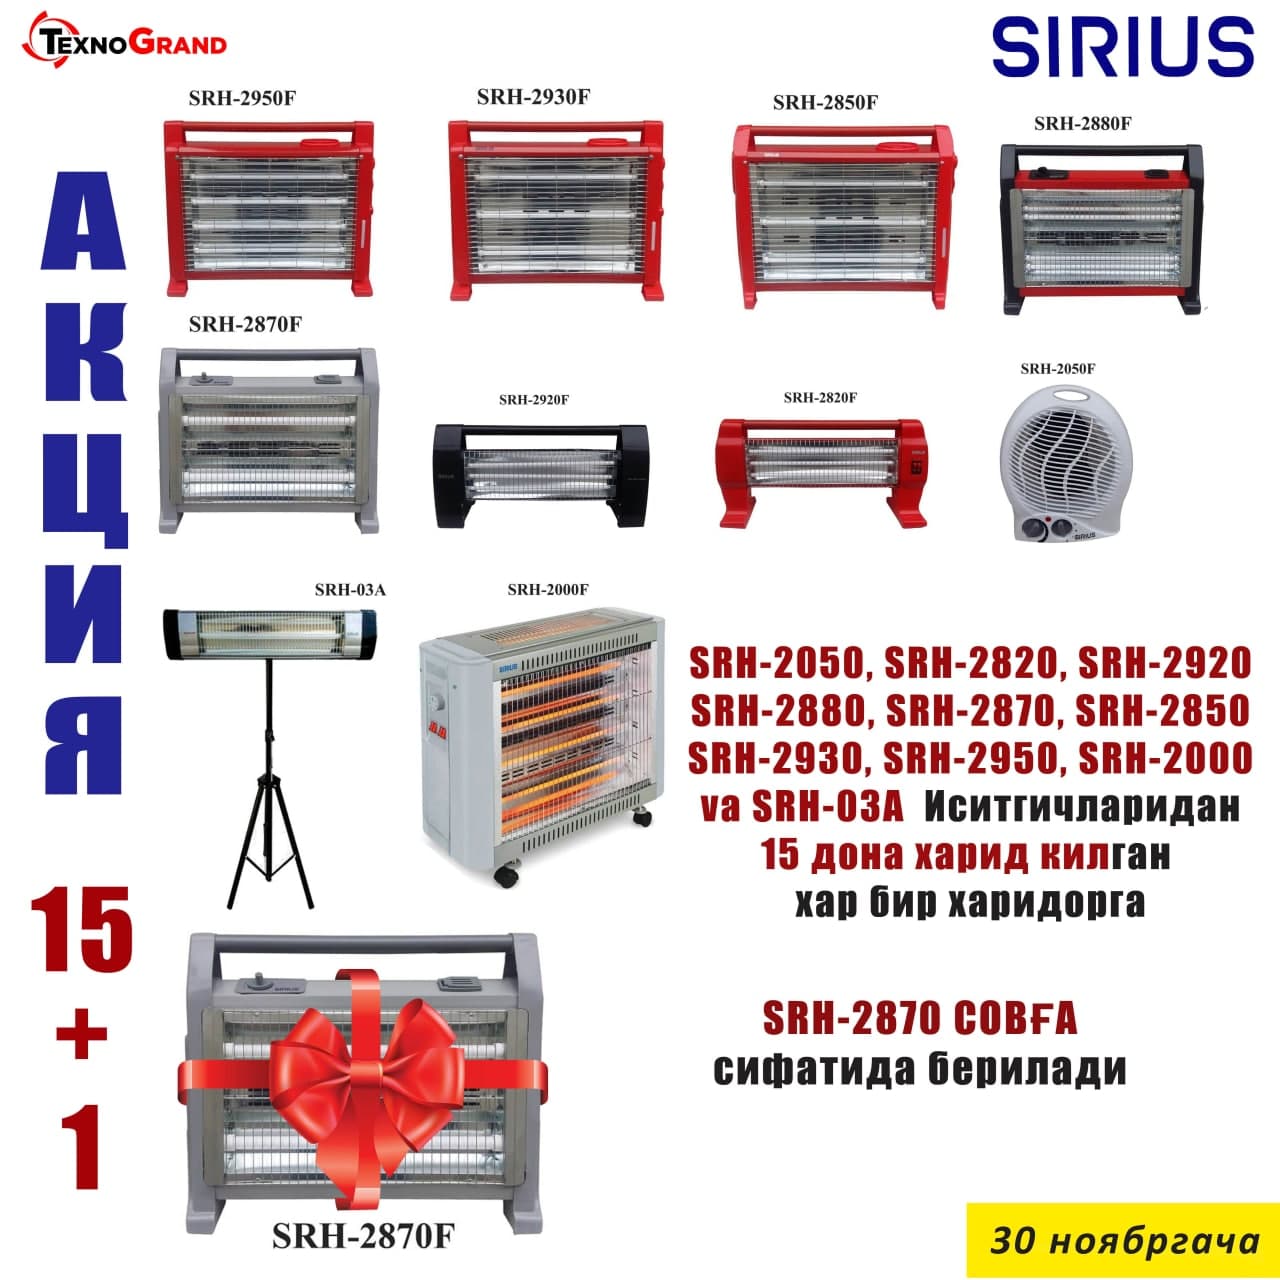 TEXNOGRAND
SIRIUS
SRH-2950F
SRH-2930F
SRH-2850F
SRH-2880F
АКЦИЯ
SRH-2870F
SRH-2920F
SRH-2820F
SRH-2050F
SIRIUS
SRH-03A
SRH-2000F
SIRIUS
SRH-2050, SRH-2820, SRH-2920
SRH-2880, SRH-2870, SRH-2850
SRH-2930, SRH-2950, SRH-2000
va SRH-03A Иситгичларидан
15 дона харид килган
хар бир харидорга
15
+
1
SIRIUS
SRH-2870 СОВҒА
сифатида берилади
SRH-2870F
30 ноябргача